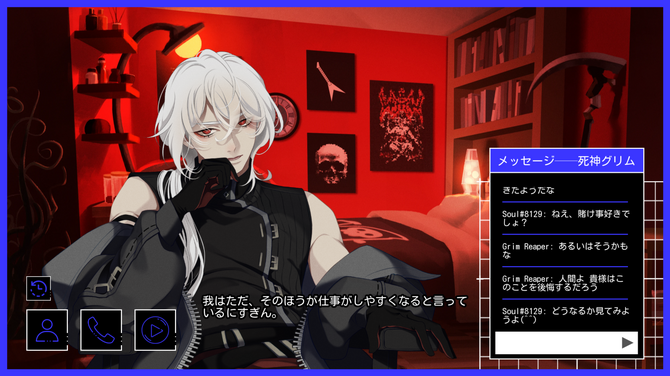 メッセージ──死神グリム
きたようだな
Soul#8129: ねえ、賭け事好きで
しょ？
Grim Reaper: あるいはそうかも
な
Grim Reaper: 人間よ 貴様はこ
のことを後悔するだろう
Soul#8129: どうなるか見てみよ
うよ(￣￣)
我はただ、そのほうが仕事がしやすくなると言って
いるにすぎん。